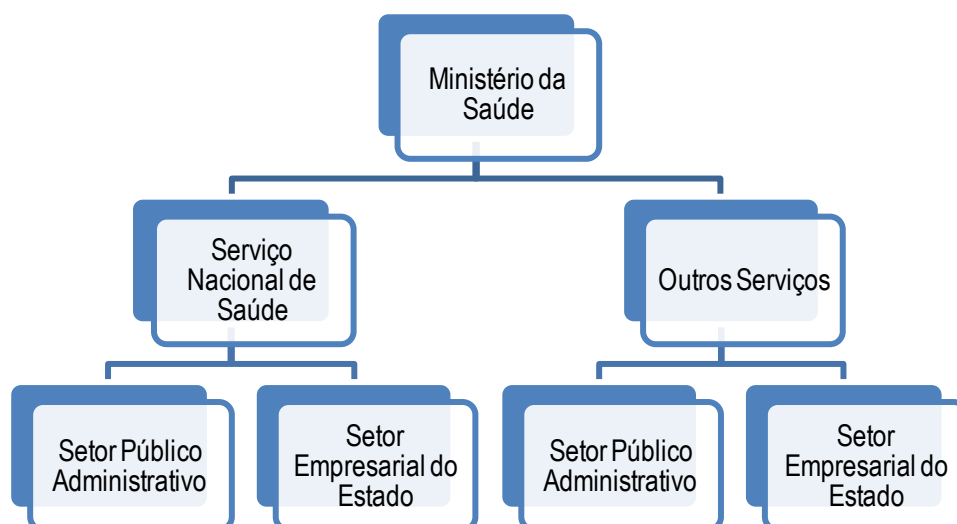 Ministério da
Saúde
Serviço
Nacional de
Saúde
Outros Serviços
Setor Público
Administrativo
Setor
Empresarial do
Estado
Setor Público
Administrativo
Setor
Empresarial do
Estado